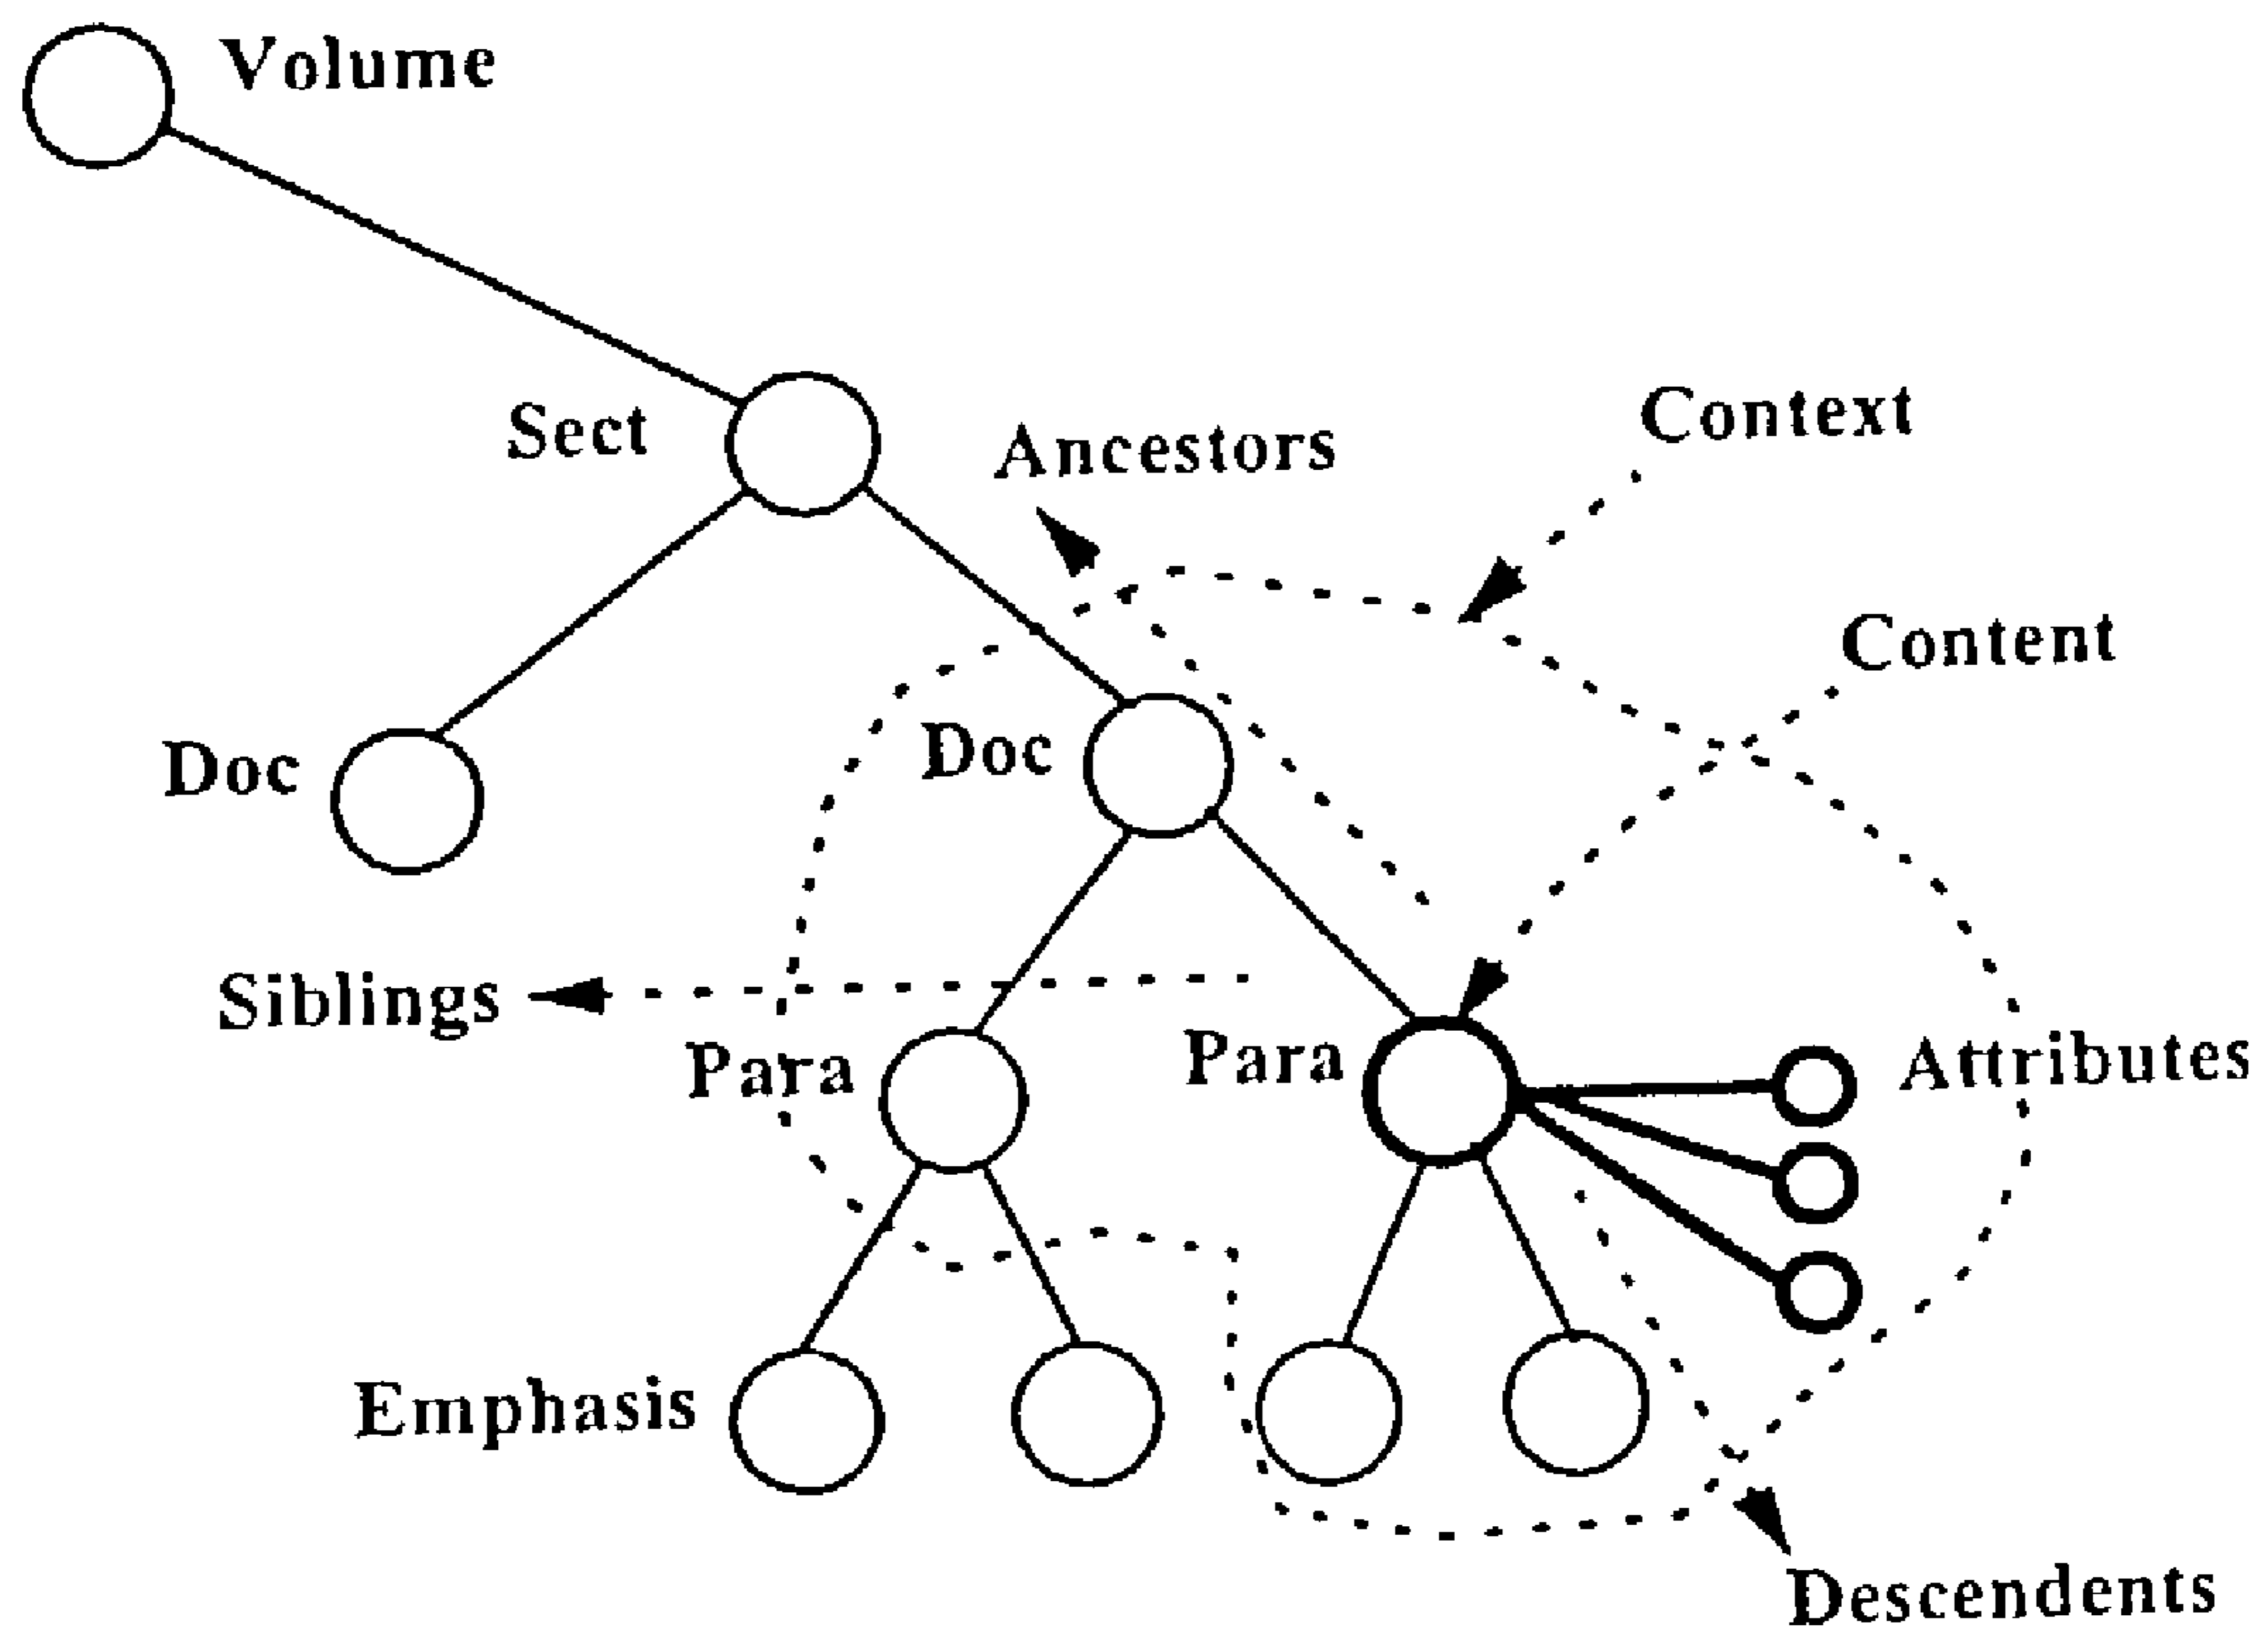 Volume
Sect
Ancestors
Context
Content
Doc
Doc
Siblings
Para
Para
Attributes
Emphasis
Descendents